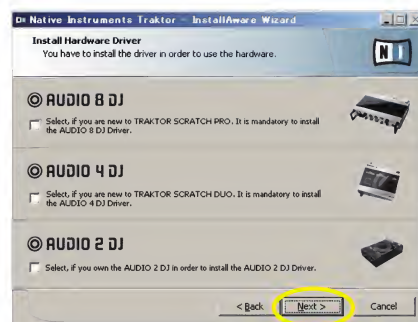 Native Instruments Traktor - InstallAware Wizard
Install Hardware Driver
You have to install the driver in order to use the hardware.
NI
AUDIO 8 DJ
Select, if you are new to TRAKTOR SCRATCH PRO. It is mandatory to install
the AUDIO 8 DJ Driver.
AUDIO 4 DJ
Select, if you are new to TRAKTOR SCRATCH DUO. It is mandatory to install
the AUDIO 4 DJ Driver.
AUDIO 2 DJ
Select, if you own the AUDIO 2 DJ in order to install the AUDIO 2 DJ Driver.
< Back Next > Cancel